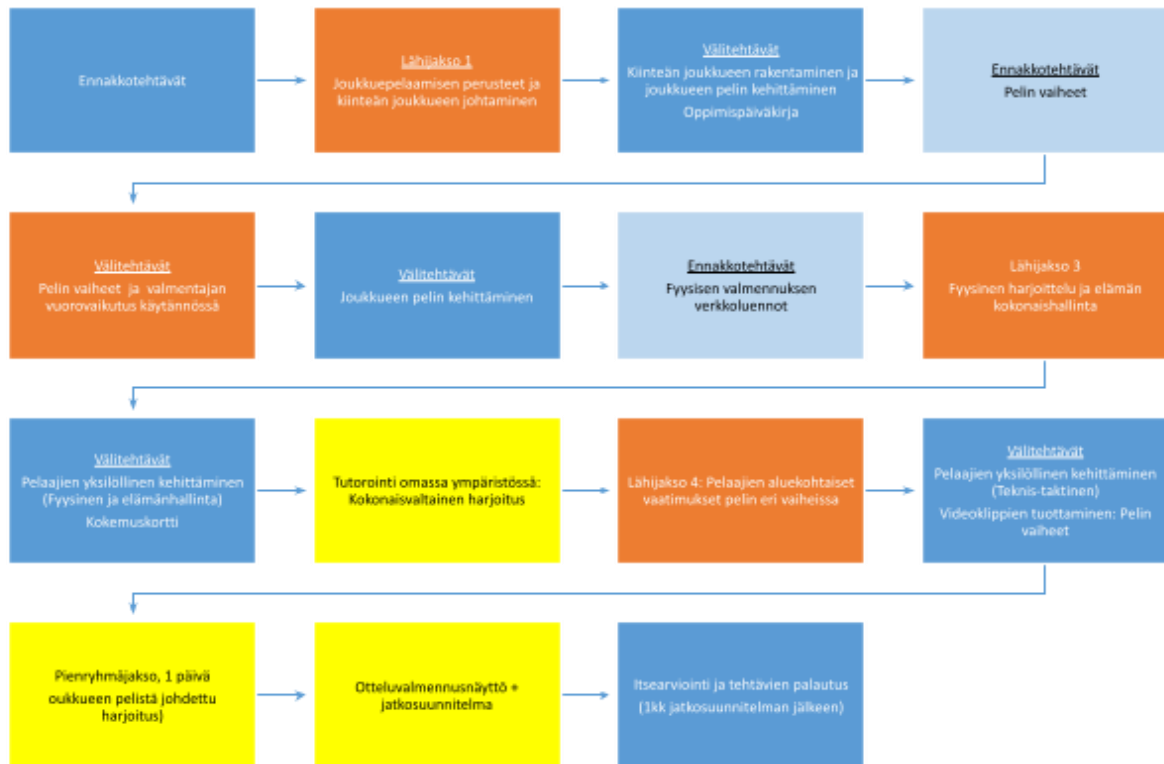 Ennakkotehtävät
Lähijakso 1
Joukkuepelaamisen perusteet ja
kiinteän joukkueen johtaminen
Välitehtävät
Kiinteän joukkueen rakentaminen ja
joukkueen pelin kehittäminen
Oppimispäiväkirja
Ennakkotehtävät
Pelin vaiheet
Välitehtävät
Pelin vaiheet ja valmentajan
vuorovaikutus käytännössä
Välitehtävät
Joukkueen pelin kehittäminen
Ennakkotehtävät
Fyysisen valmennuksen
verkkoluennot
Lähijakso 3
Fyysinen harjoittelu ja elämän
kokonaishallinta
Välitehtävät
Pelaajien yksilöllinen kehittäminen
(Fyysinen ja elämänhallinta)
Kokemuskortti
Tutorointi omassa ympäristössä:
Kokonaisvaltainen harjoitus
Lähijakso 4: Pelaajien aluekohtaiset
vaatimukset pelin eri vaiheissa
Välitehtävät
Pelaajien yksilöllinen kehittäminen
(Teknis-taktinen)
Videoklippien tuottaminen: Pelin
vaiheet
Pienryhmäjakso, 1 päivä
oukkueen pelistä johdettu
harjoitus)
Otteluvalmennusnäyttö +
jatkosuunnitelma
Itsearviointi ja tehtävien palautus
(1kk jatkosuunnitelman jälkeen)